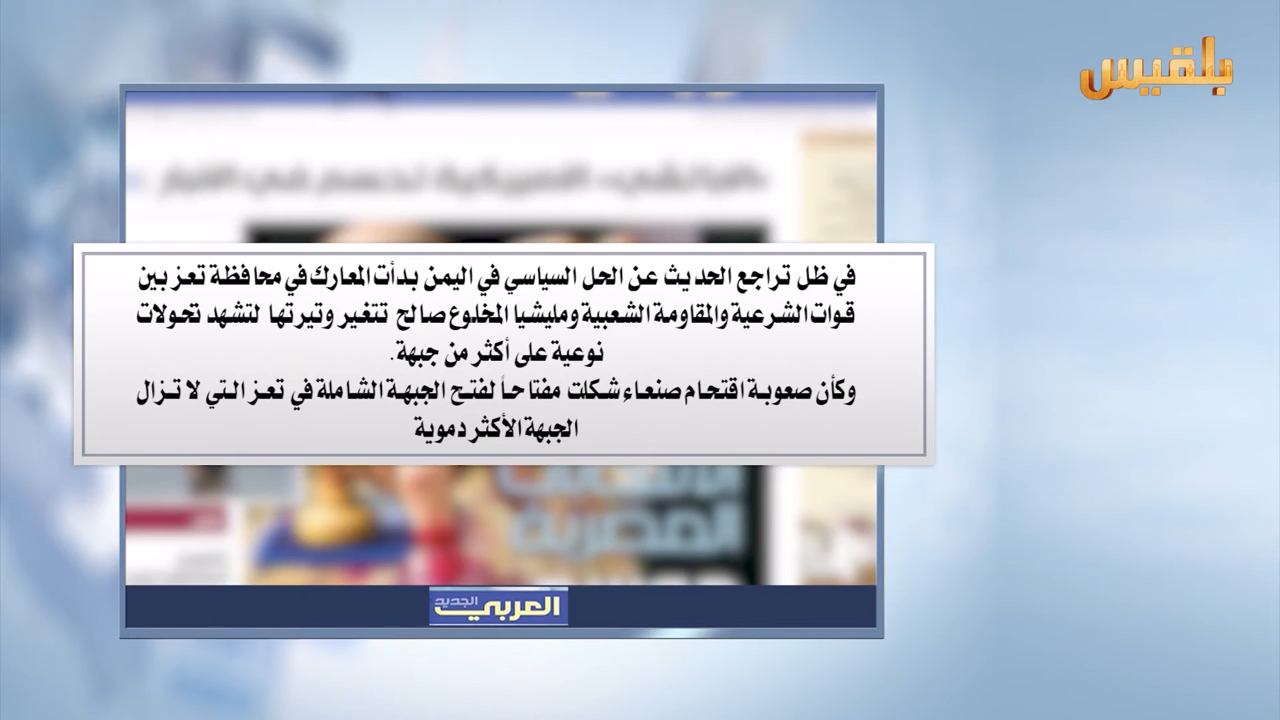 بلقيس
في ظل تراجع الحديث عن الحل السياسي في اليمن بدأت المعارك في محافظة تعز بين
قوات الشرعية والمقاومة الشعبية ومليشيا المخلوع صالح تتغير وتيرتها لتشهد تحولات
نوعية على أكثر من جبهة.
وكأن صعوبة اقتحام صنعاء شكلت مفتاحاً لفتح الجبهة الشاملة في تعز التي لا تزال
الجبهة الأكثر دموية
المصرية
العربي الجديد